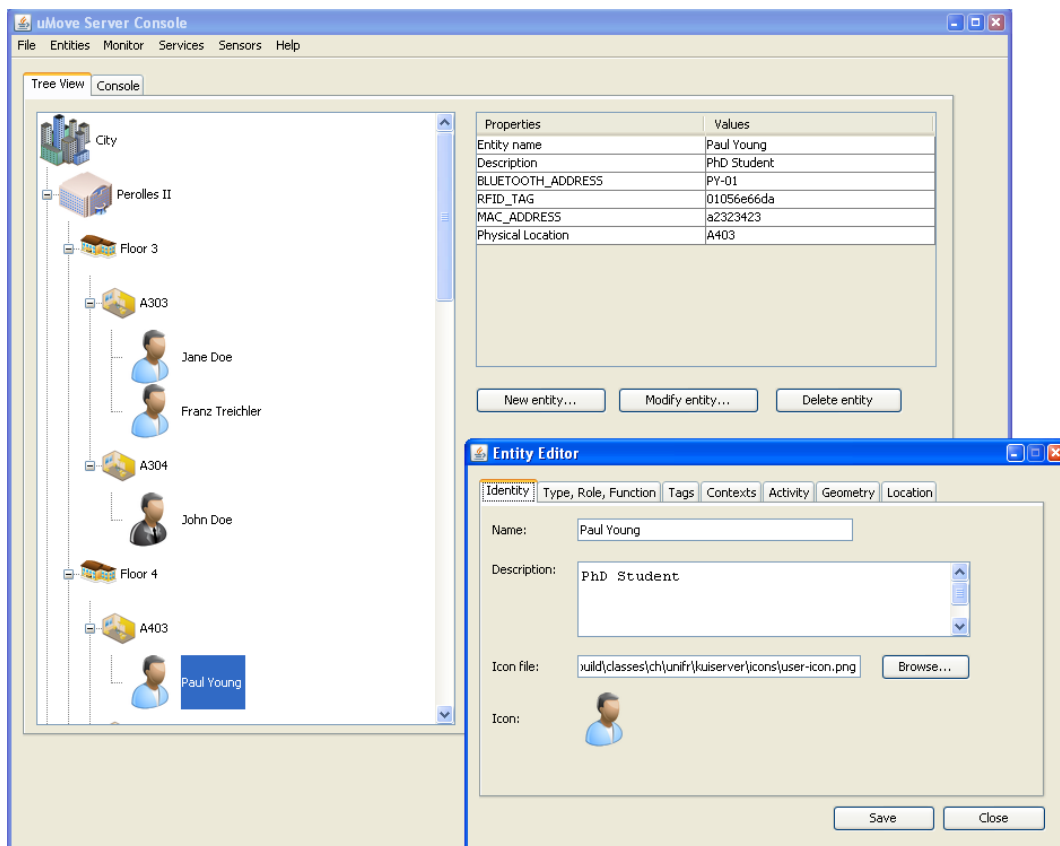 uMove Server Console
File Entities Monitor Services Sensors Help
Tree View Console
City
Perolles II
Floor 3
A303
Jane Doe
Franz Treichler
A304
John Doe
Floor 4
A403
Paul Young
Properties Values
Entity name Paul Young
Description PhD Student
BLUETOOTH_ADDRESS PY-01
RFID_TAG 01056e66da
MAC_ADDRESS a2323423
Physical Location A403
New entity... Modify entity... Delete entity
Entity Editor
Identity Type, Role, Function Tags Contexts Activity Geometry Location
Name: Paul Young
Description: PhD Student
Icon file: build\classes\ch\unifr\kuiserver\icons\user-icon.png Browse...
Icon:
Save Close